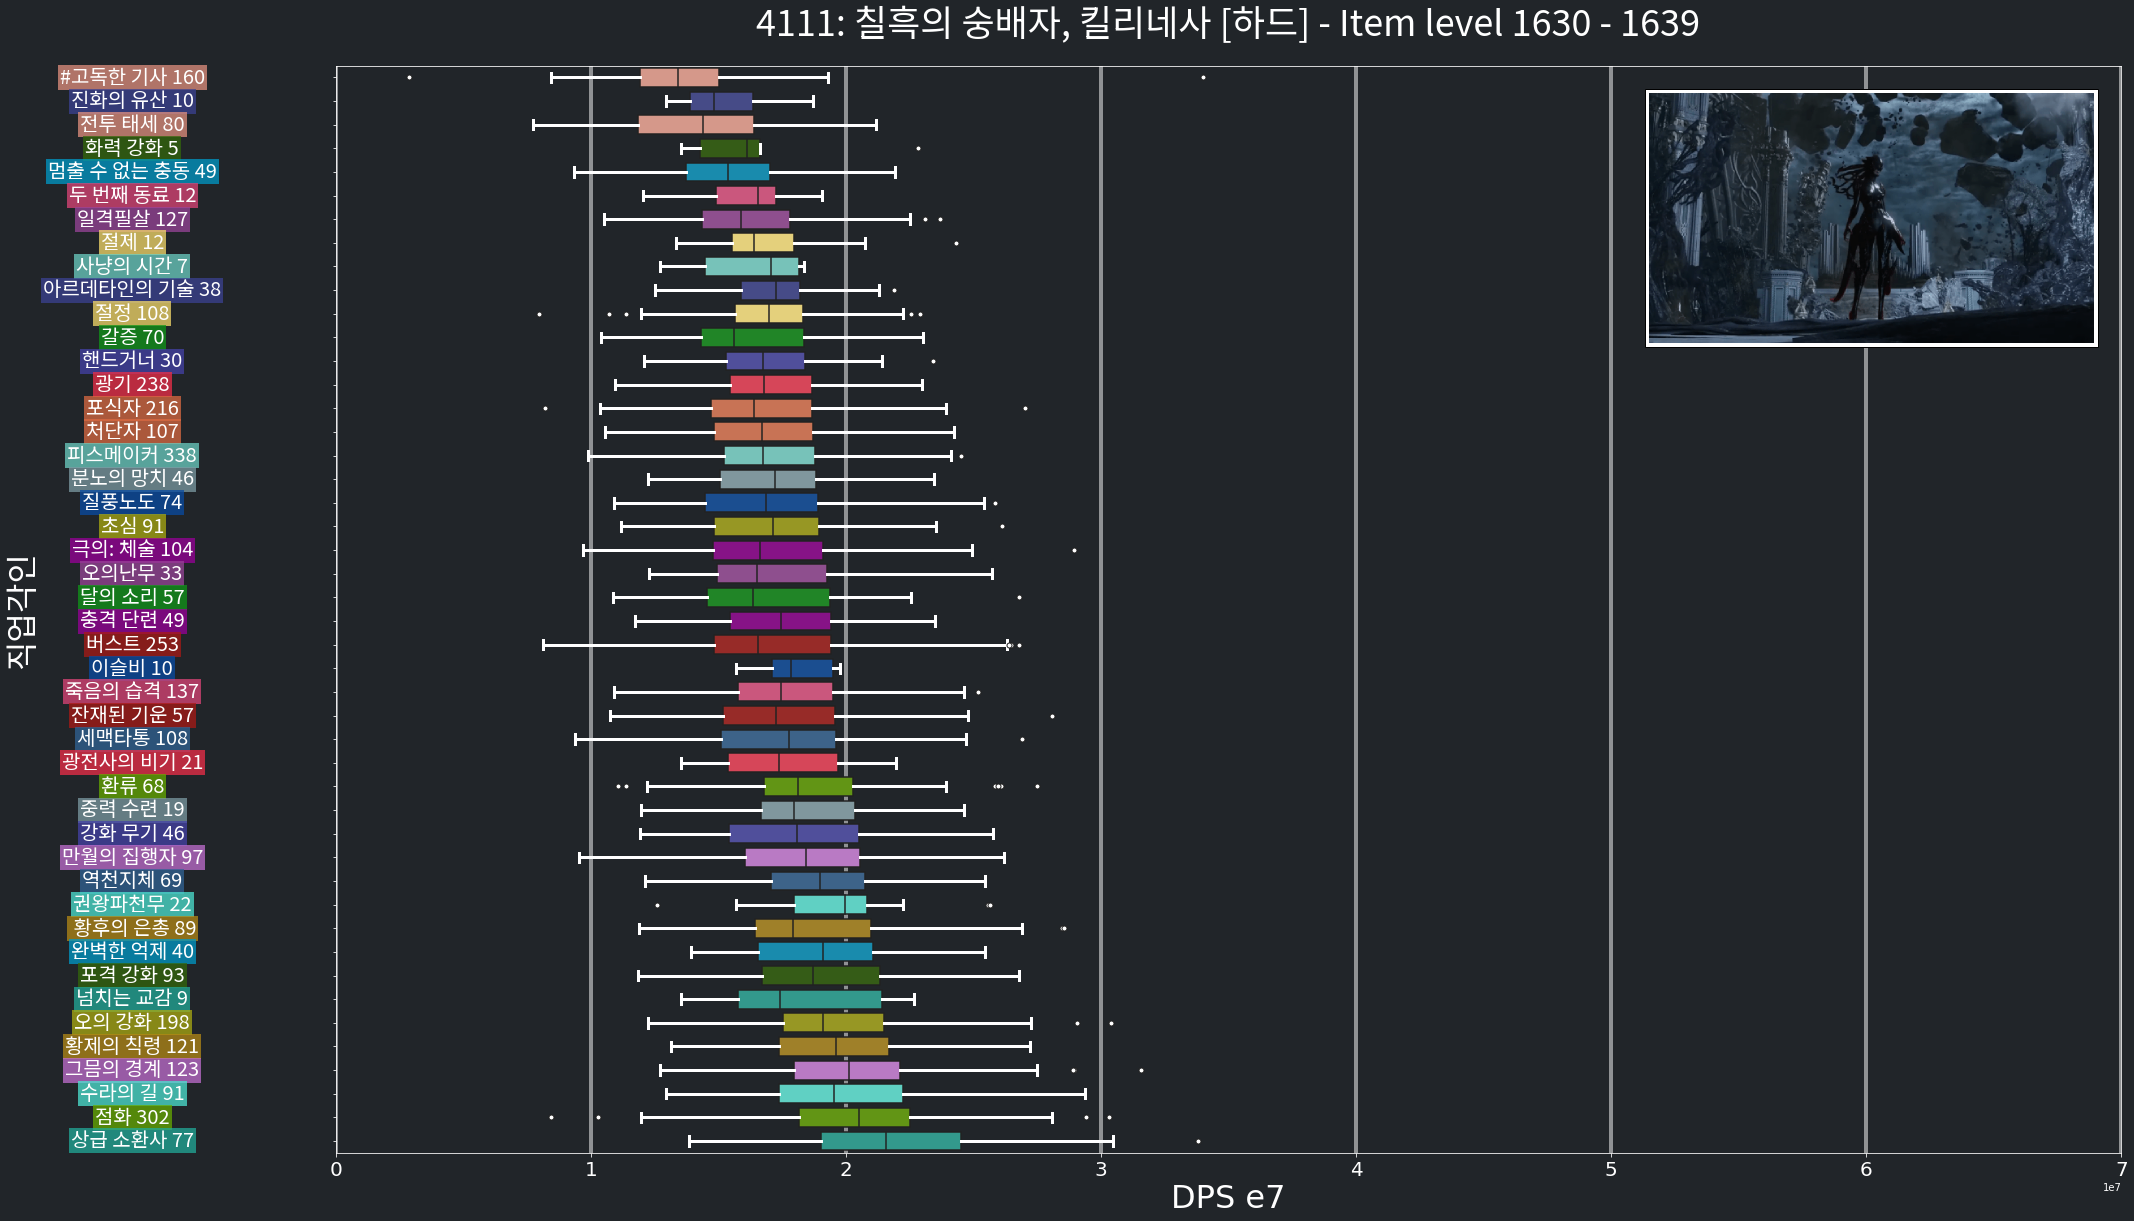 4111: 칠흑의 숭배자, 킬리네사 [하드] - Item level 1630 - 1639
#고독한 기사 160
진화의 유산 10
전투 태세 80
화력 강화 5
멈출 수 없는 충동 49
두 번째 동료 12
일격필살 127
절제 12
사냥의 시간 7
아르데타인의 기술 38
절정 108
갈증 70
핸드거너 30
광기 238
포식자 216
처단자 107
피스메이커 338
분노의 망치 46
질풍노도 74
초심 91
극의: 체술 104
오의난무 33
달의 소리 57
충격 단련 49
버스트 253
이슬비 10
죽음의 습격 137
잔재된 기운 57
세맥타통 108
광전사의 비기 21
환류 68
중력 수련 19
강화 무기 46
만월의 집행자 97
역천지체 69
권왕파천무 22
황후의 은총 89
완벽한 억제 40
포격 강화 93
넘치는 교감 9
오의 강화 198
황제의 칙령 121
그믐의 경계 123
수라의 길 91
점화 302
상급 소환사 77
직업각인
0 1 2 3 4 5 6 7
1e7
DPS e7